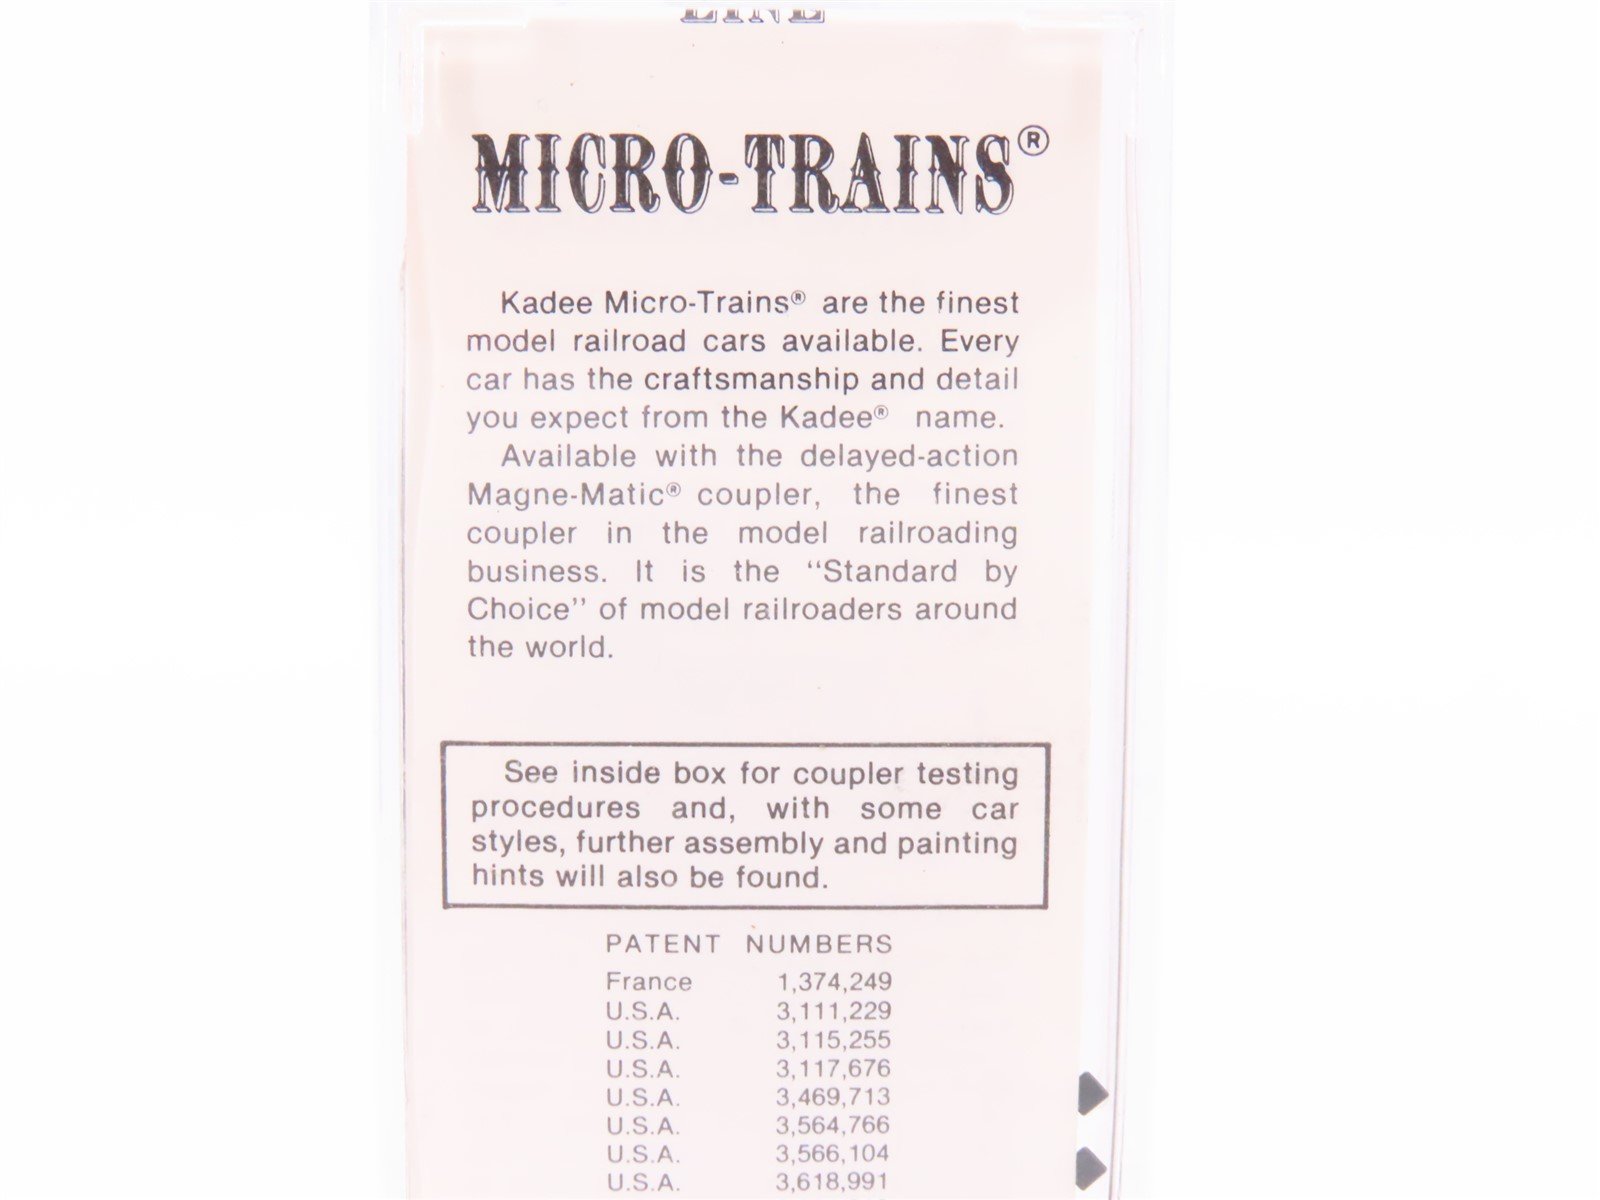 LINE
MICRO-TRAINS®
Kadee Micro-Trains® are the finest
model railroad cars available. Every
car has the craftsmanship and detail
you expect from the Kadee® name.
Available with the delayed-action
Magne-Matic® coupler, the finest
coupler in the model railroading
business. It is the “Standard by
Choice” of model railroaders around
the world.
See inside box for coupler testing
procedures and, with some car
styles, further assembly and painting
hints will also be found.
PATENT NUMBERS
France 1,374,249
U.S.A. 3,111,229
U.S.A. 3,115,255
U.S.A. 3,117,676
U.S.A. 3,469,713
U.S.A. 3,564,766
U.S.A. 3,566,104
U.S.A. 3,618,991